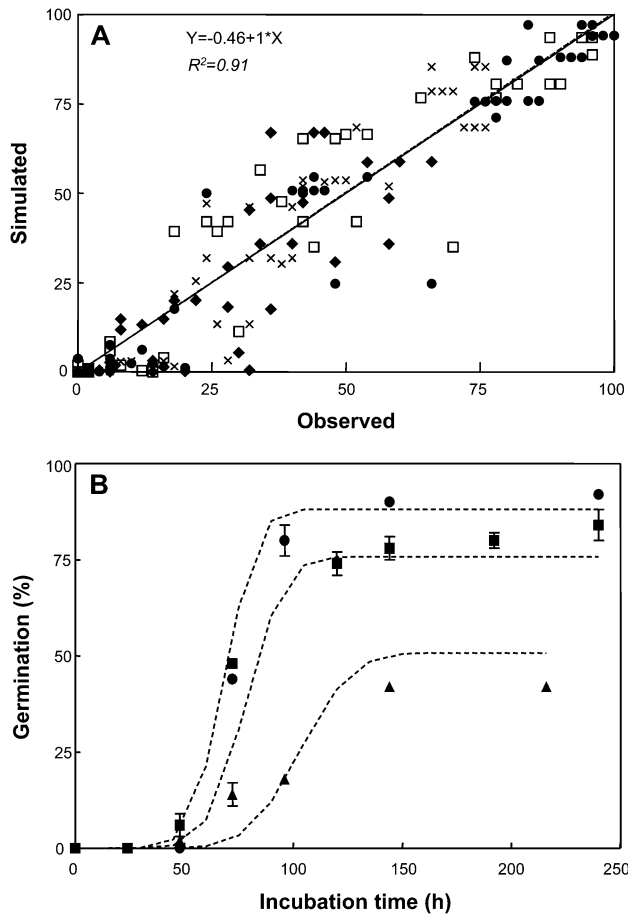 100
A
Y=-0.46+1*X
R²=0.91
75
50
25
0
Simulated
0
25
50
75
100
Observed
100
B
75
50
25
0
Germination (%)
0
50
100
150
200
250
Incubation time (h)